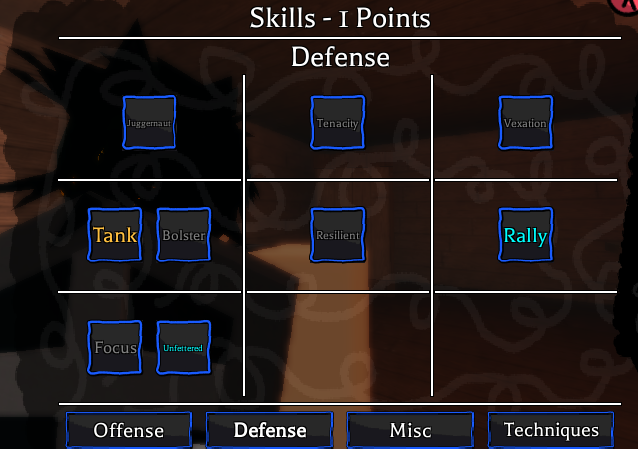 Skills - 1 Points
Defense
Juggernaut
Tenacity
Vexation
Tank
Bolster
Resilient
Rally
Focus
Unfettered
Offense
Defense
Misc
Techniques